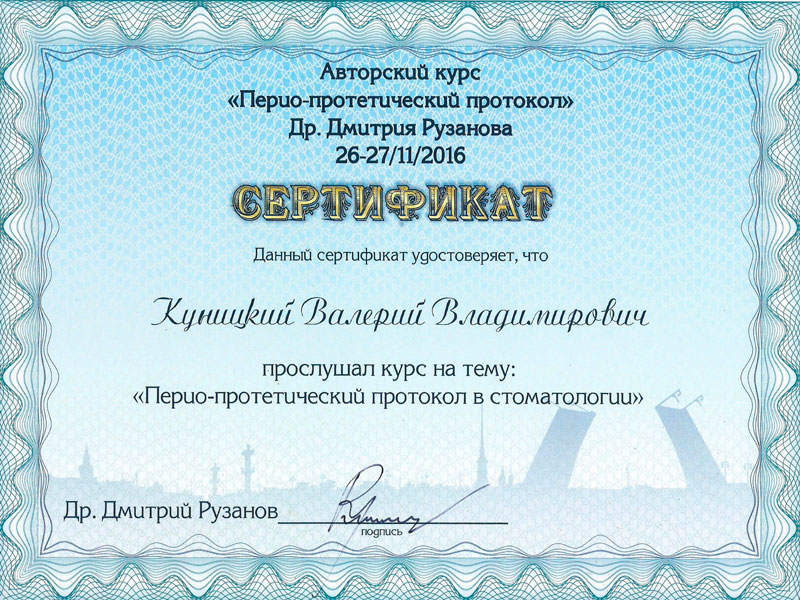 Авторский курс
«Перио-протетический протокол»
Др. Дмитрия Рузанова
26-27/11/2016
СЕРТИФИКАТ
Данный сертификат удостоверяет, что
Куницкий Валерий Владимирович
прослушал курс на тему:
«Перио-протетический протокол в стоматологии»
Др. Дмитрий Рузанов
подпись